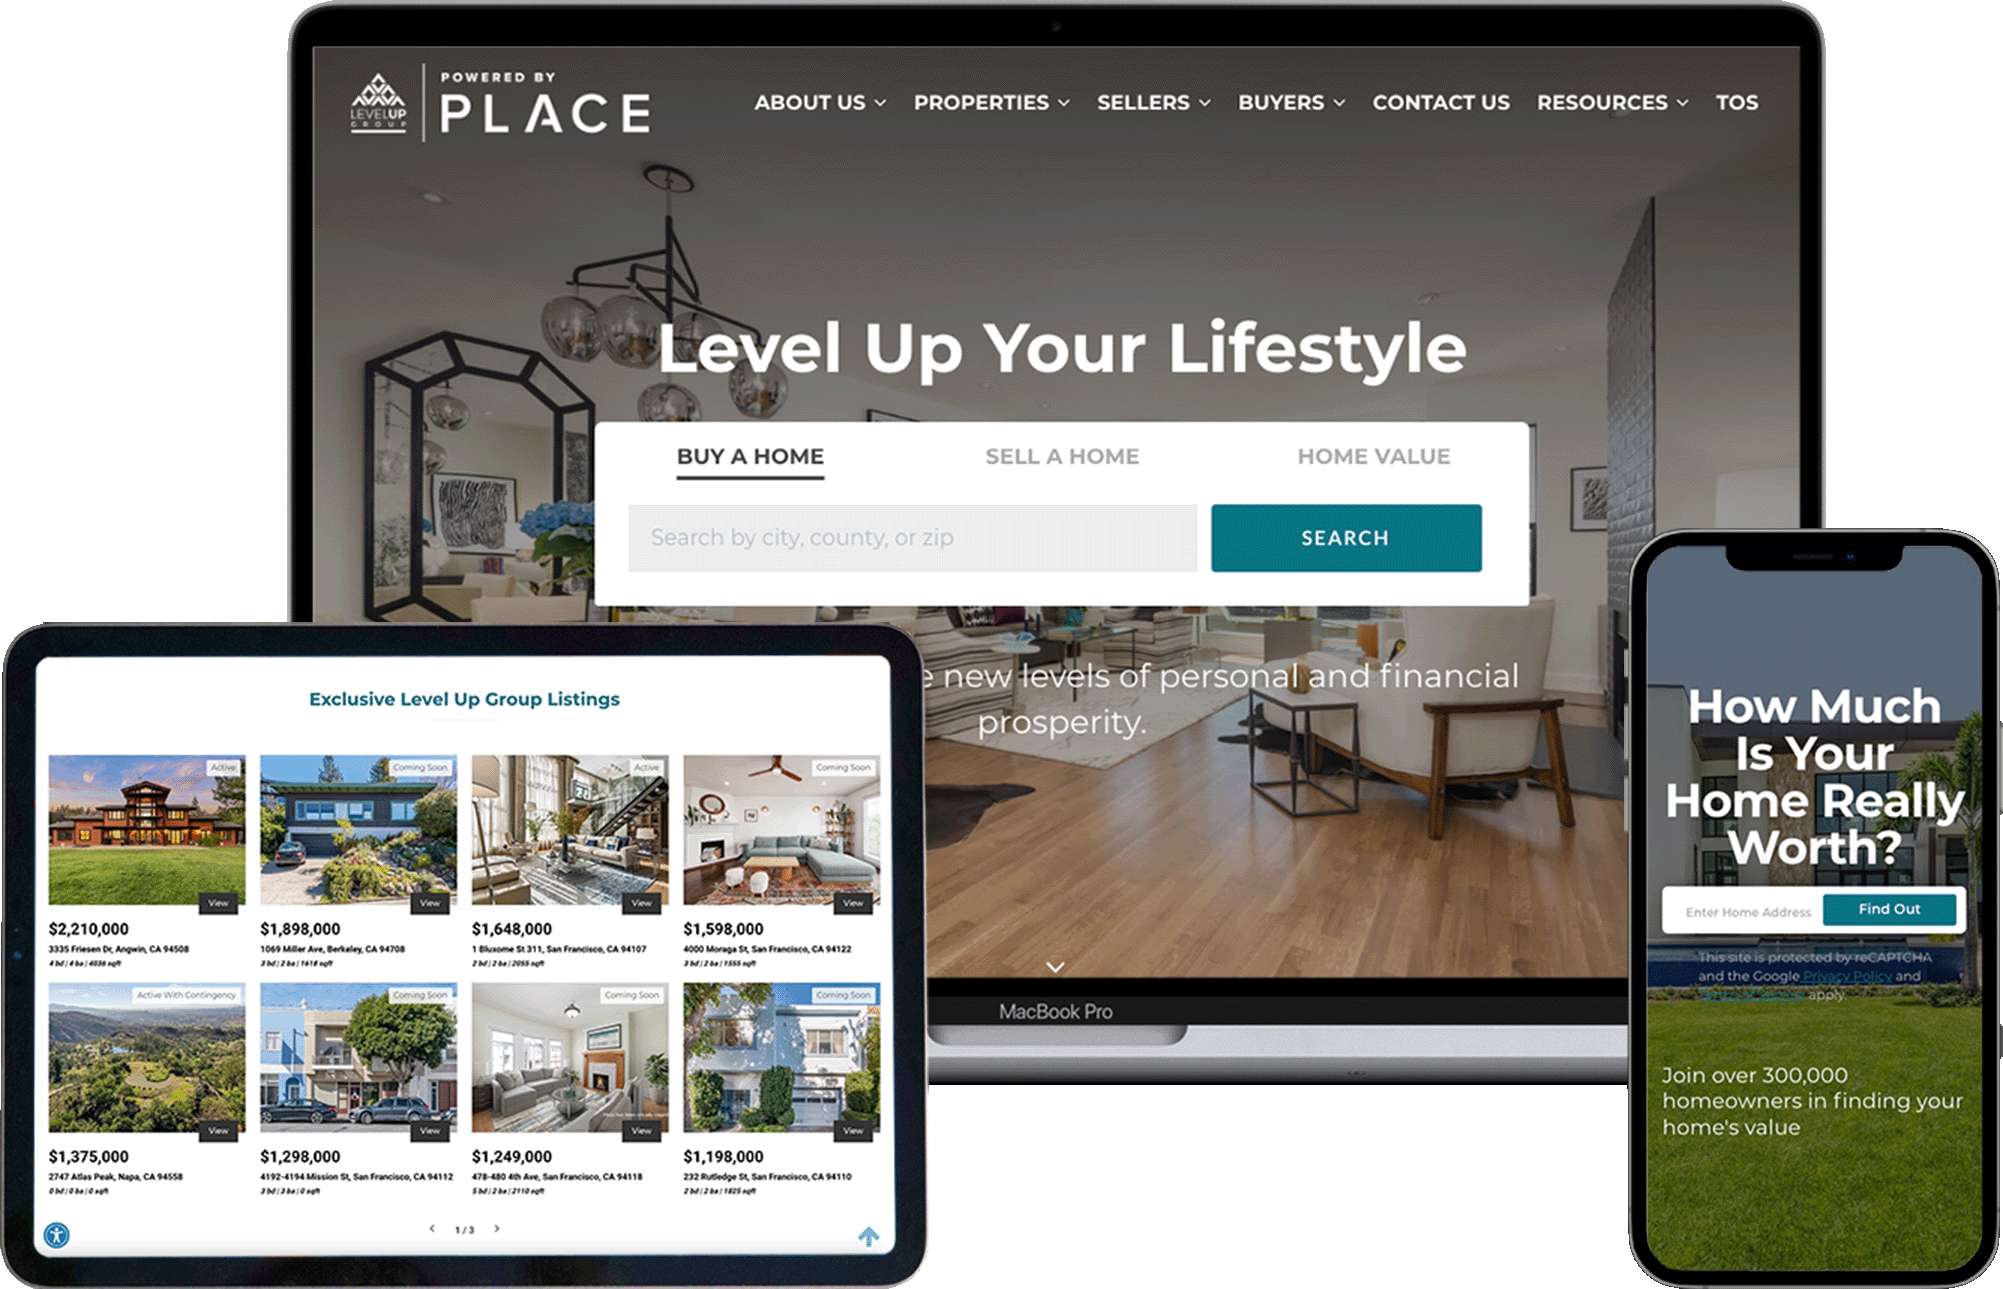 POWERED BY
LEVELUP
GROUP
PLACE
ABOUT US
PROPERTIES
SELLERS
BUYERS
CONTACT US
RESOURCES
TOS
Level Up Your Lifestyle
BUY A HOME
SELL A HOME
HOME VALUE
Search by city, county, or zip
SEARCH
new levels of personal and financial
prosperity.
MacBook Pro
Exclusive Level Up Group Listings
Active
Coming Soon
Active
Coming Soon
View
View
View
View
$2,210,000
$1,898,000
$1,648,000
$1,598,000
3335 Friesen Dr, Angwin, CA 94508
1069 Miller Ave, Berkeley, CA 94708
1 Bluxome St 311, San Francisco, CA 94107
4000 Moraga St, San Francisco, CA 94122
4 bd | 4 ba | 4036 sqft
3 bd | 2 ba | 1618 sqft
2 bd | 2 ba | 2055 sqft
3 bd | 2 ba | 1555 sqft
Active With Contingency
Coming Soon
Coming Soon
Coming Soon
View
View
View
View
$1,375,000
$1,298,000
$1,249,000
$1,198,000
2747 Atlas Peak, Napa, CA 94558
4192-4194 Mission St, San Francisco, CA 94112
478-480 4th Ave, San Francisco, CA 94118
232 Rutledge St, San Francisco, CA 94110
0 bd | 0 ba | 0 sqft
3 bd | 3 ba | 0 sqft
5 bd | 2 ba | 2110 sqft
2 bd | 2 ba | 1825 sqft
1 / 3
How Much
Is Your
Home Really
Worth?
Enter Home Address
Find Out
This site is protected by reCAPTCHA
and the Google Privacy Policy and
apply.
Join over 300,000
homeowners in finding your
home's value